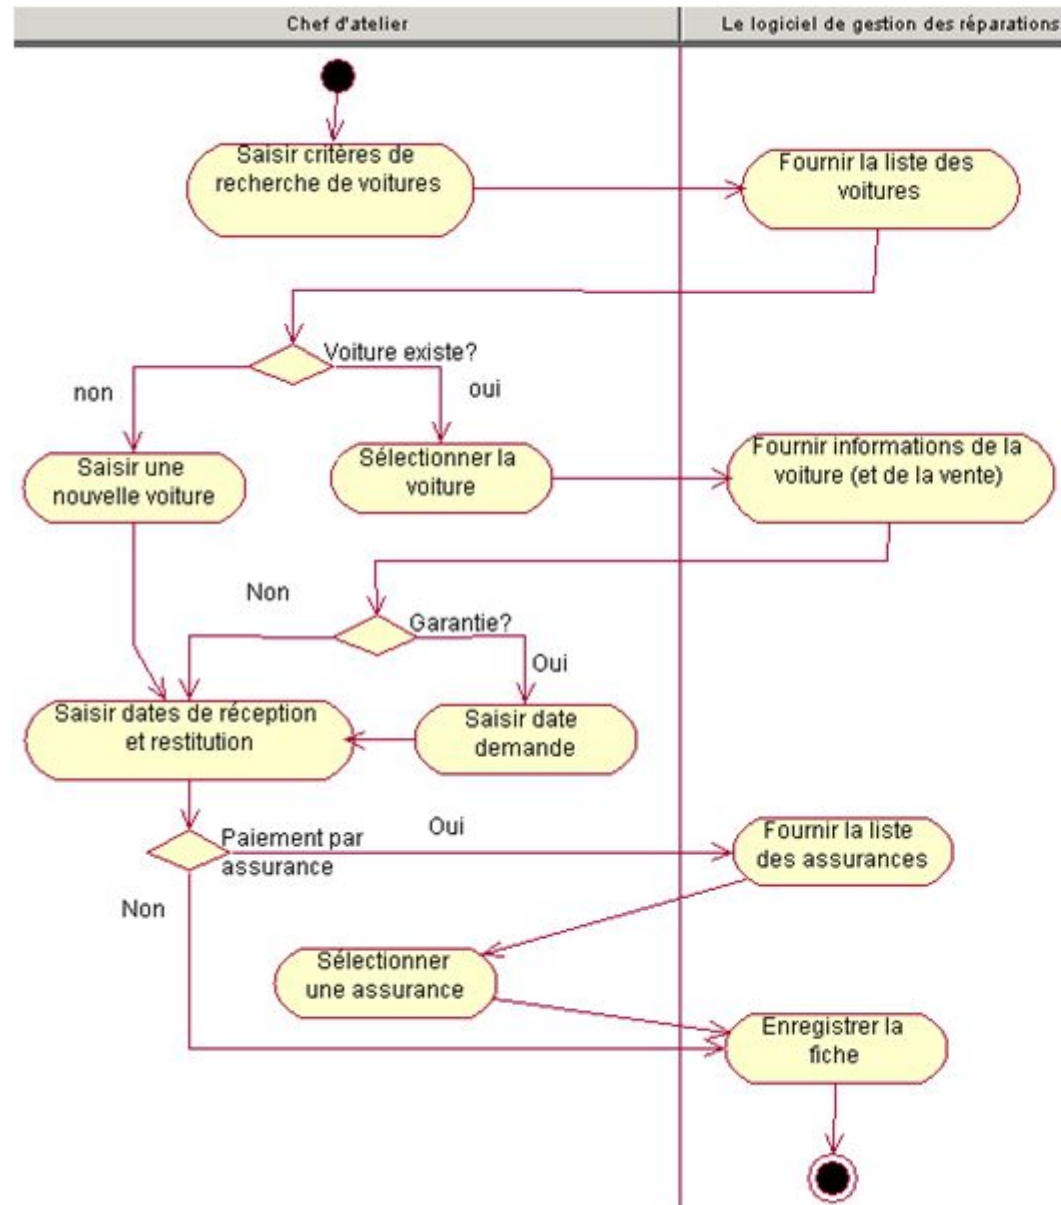 Chef d'atelier
Le logiciel de gestion des réparations
Saisir critères de
recherche de voitures
Fournir la liste des
voitures
Voiture existe?
non
oui
Saisir une
nouvelle voiture
Sélectionner la
voiture
Fournir informations de la
voiture (et de la vente)
Non
Garantie?
Oui
Saisir dates de réception
et restitution
Saisir date
demande
Paiement par
assurance
Oui
Fournir la liste
des assurances
Non
Sélectionner
une assurance
Enregistrer la
fiche